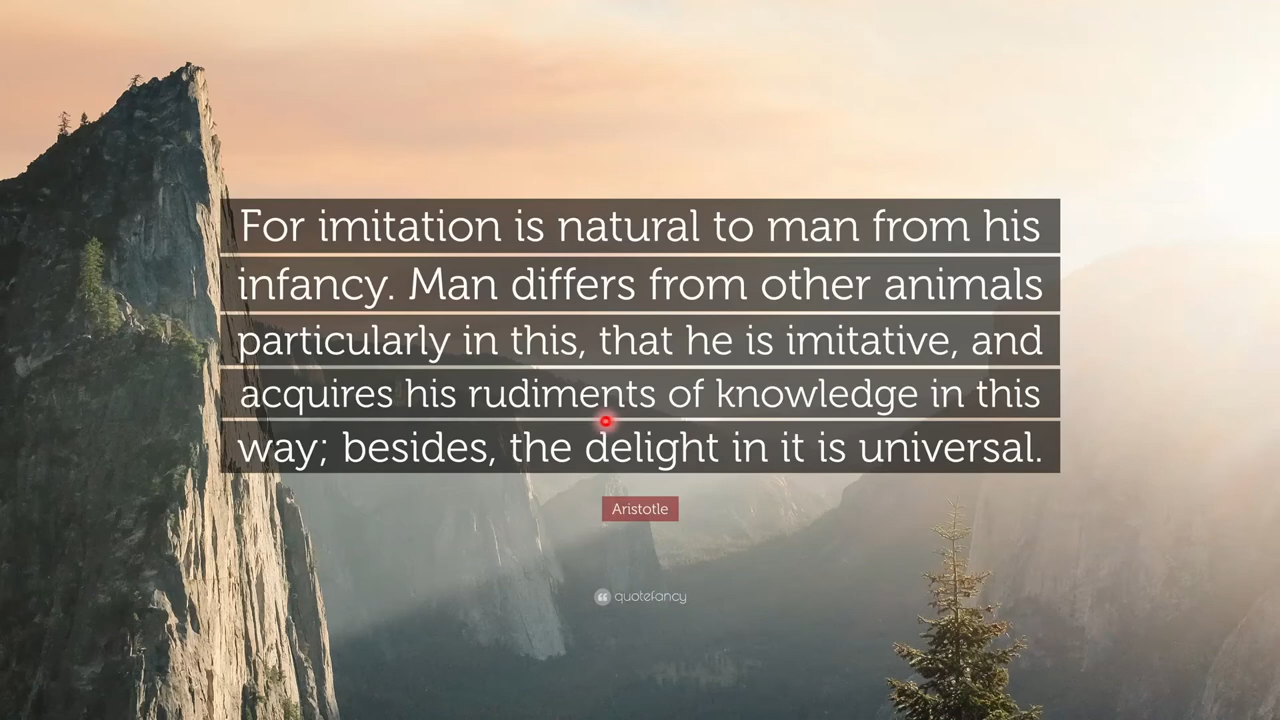 For imitation is natural to man from his
infancy. Man differs from other animals
particularly in this, that he is imitative, and
acquires his rudiments of knowledge in this
way; besides, the delight in it is universal.
Aristotle
quotefancy